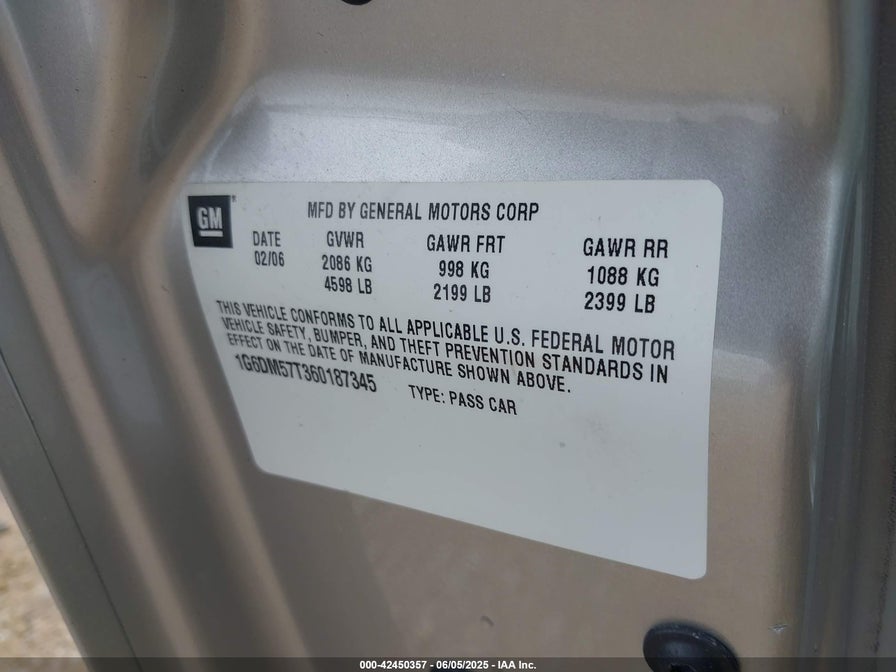 GM
MFD BY GENERAL MOTORS CORP
DATE GVWR GAWR FRT GAWR RR
02/06 2086 KG 998 KG 1088 KG
4598 LB 2199 LB 2399 LB
THIS VEHICLE CONFORMS TO ALL APPLICABLE U.S. FEDERAL MOTOR
VEHICLE SAFETY, BUMPER, AND THEFT PREVENTION STANDARDS IN
EFFECT ON THE DATE OF MANUFACTURE SHOWN ABOVE.
1G6DM57T360187345 TYPE: PASS CAR
000-42450357 - 06/05/2025 - IAA Inc.